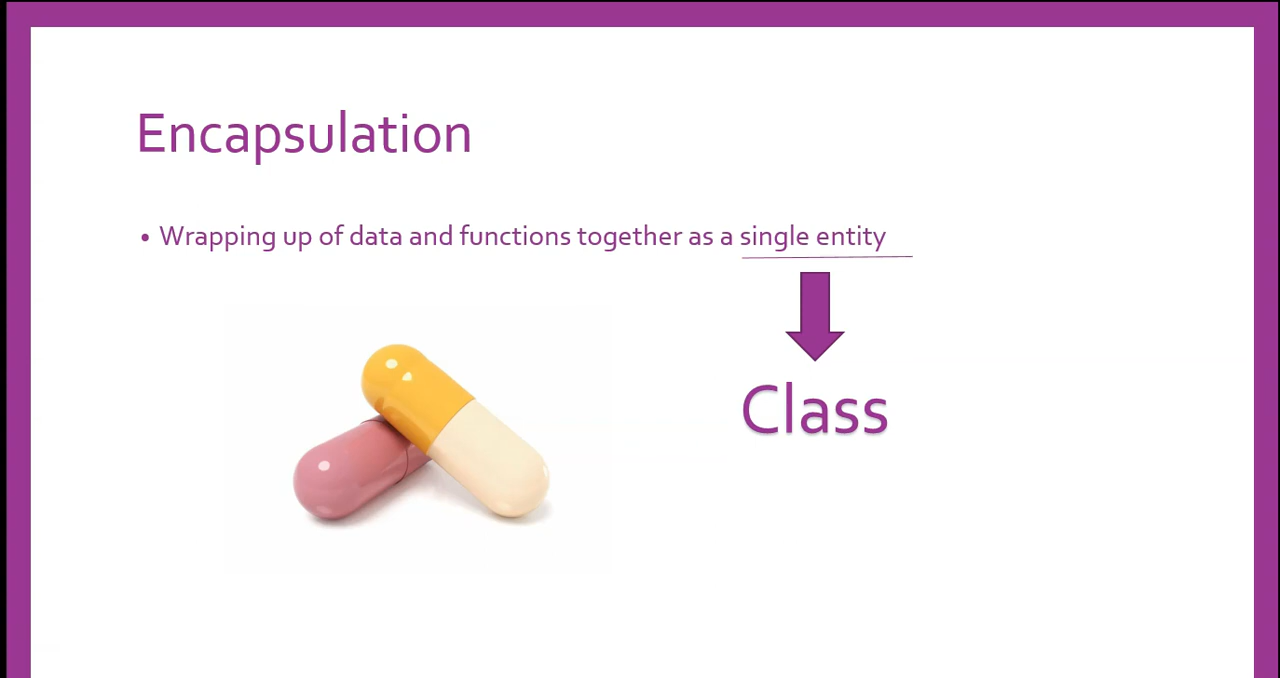 Encapsulation
• Wrapping up of data and functions together as a single entity
Class